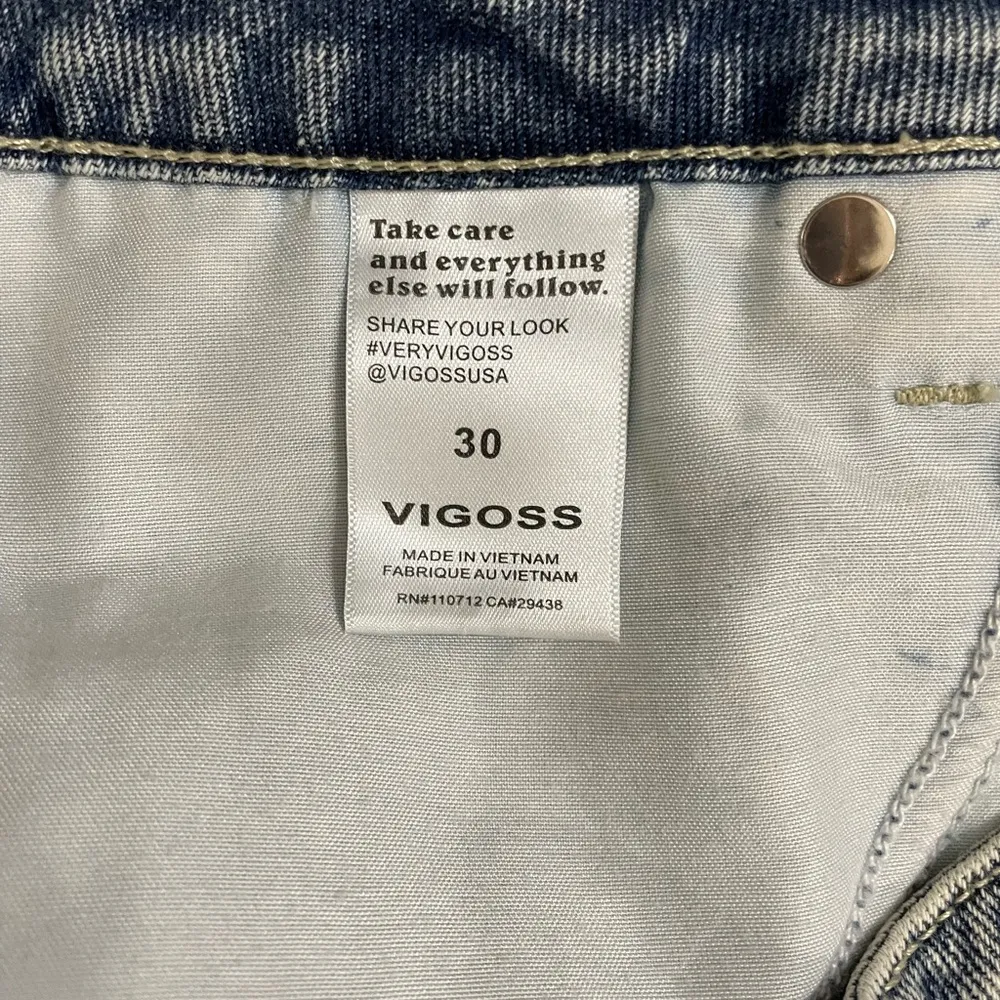 Take care
and everything
else will follow.
SHARE YOUR LOOK
#VERYVIGOSS
@VIGOSSUSA
30
VIGOSS
MADE IN VIETNAM
FABRIQUE AU VIETNAM
RN#110712 CA#29438